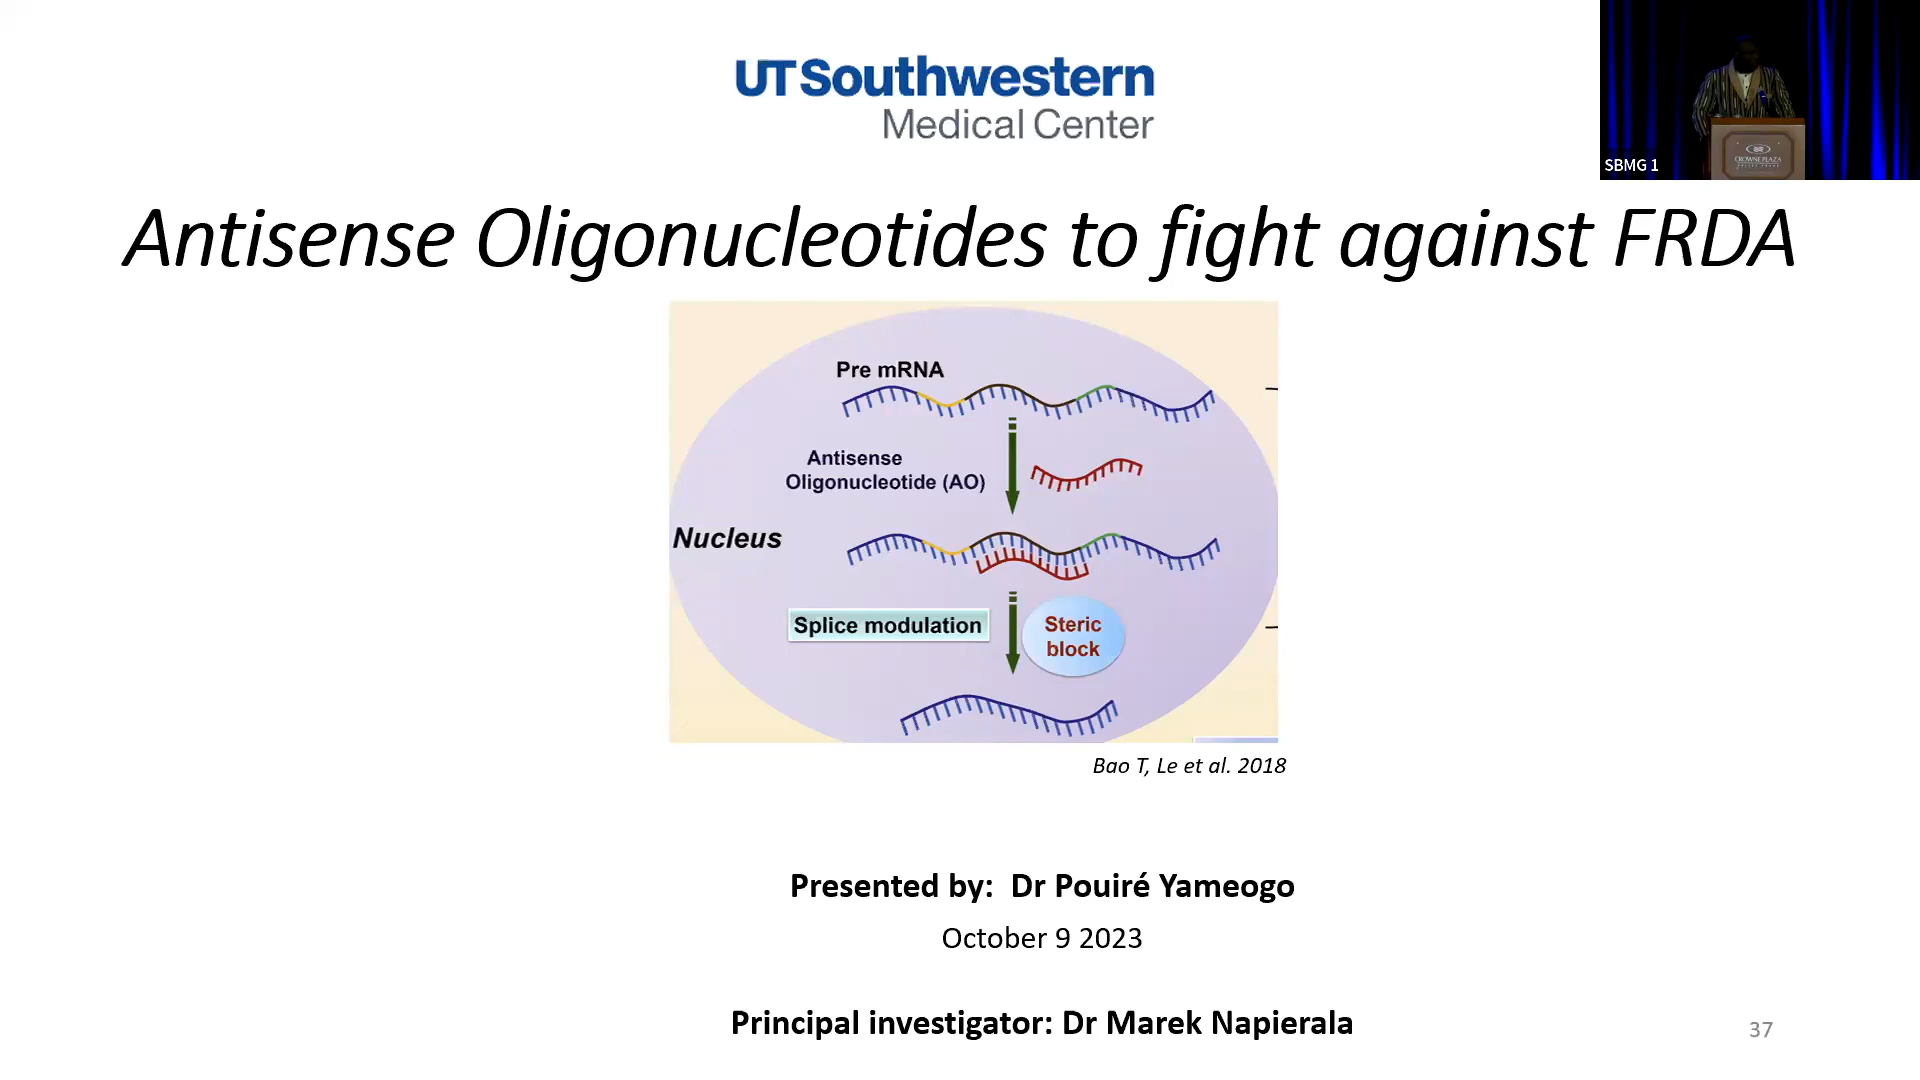 UT Southwestern
Medical Center
SBMG 1
CROWNE PLAZA
Antisense Oligonucleotides to fight against FRDA
Pre mRNA
Antisense
Oligonucleotide (AO)
Nucleus
Splice modulation
Steric
block
Bao T, Le et al. 2018
Presented by: Dr Pouiré Yameogo
October 9 2023
Principal investigator: Dr Marek Napierala
37